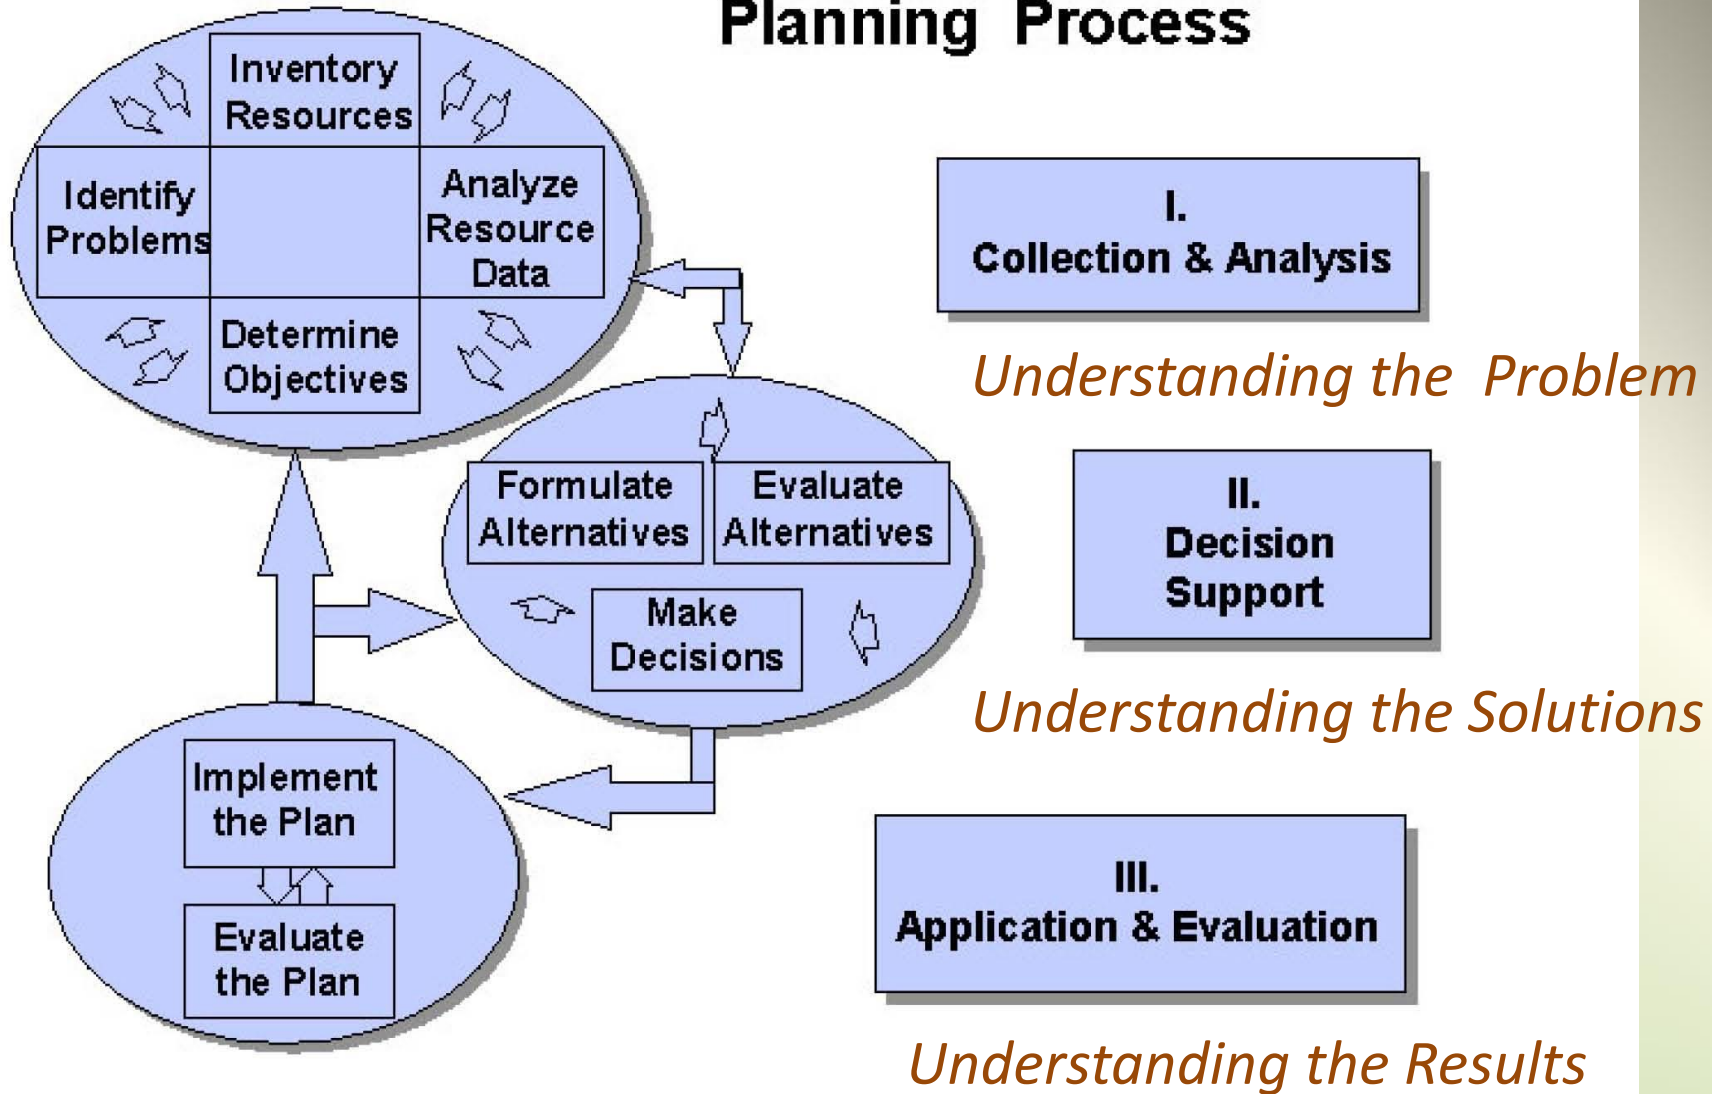 Planning Process
Inventory
Resources
Identify
Problems
Analyze
Resource
Data
Determine
Objectives
I.
Collection & Analysis
Understanding the Problem
Formulate
Alternatives
Evaluate
Alternatives
Make
Decisions
II.
Decision
Support
Understanding the Solutions
Implement
the Plan
Evaluate
the Plan
III.
Application & Evaluation
Understanding the Results